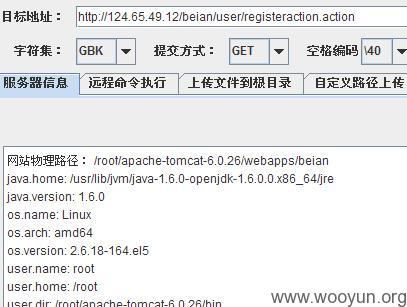 目标地址： http://124.65.49.12/beian/user/registeraction.action
字符集： GBK 提交方式： GET 空格编码 \40
服务器信息 远程命令执行 上传文件到根目录 自定义路径上传
网站物理路径： /root/apache-tomcat-6.0.26/webapps/beian
java.home: /usr/lib/jvm/java-1.6.0-openjdk-1.6.0.0.x86_64/jre
java.version: 1.6.0
os.name: Linux
os.arch: amd64
os.version: 2.6.18-164.el5
user.name: root
user.home: /root
user.dir: /root/apache-tomcat-6.0.26/bin
www.wooyun.org